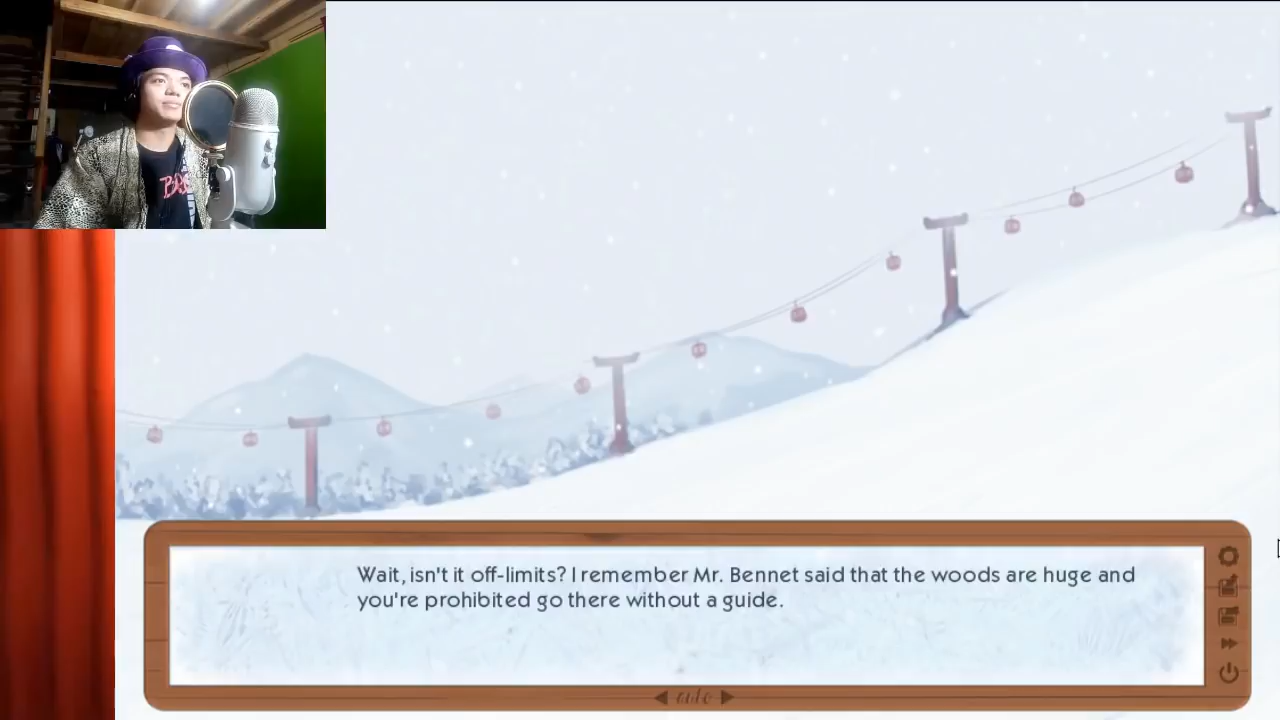 Wait, isn't it off-limits? I remember Mr. Bennet said that the woods are huge and
you're prohibited go there without a guide.
auto